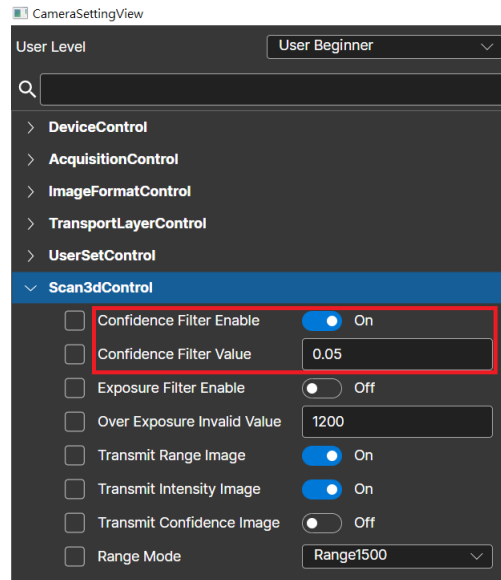 CameraSettingView
User Level User Beginner
DeviceControl
AcquisitionControl
ImageFormatControl
TransportLayerControl
UserSetControl
Scan3dControl
Confidence Filter Enable On
Confidence Filter Value 0.05
Exposure Filter Enable Off
Over Exposure Invalid Value 1200
Transmit Range Image On
Transmit Intensity Image On
Transmit Confidence Image Off
Range Mode Range1500